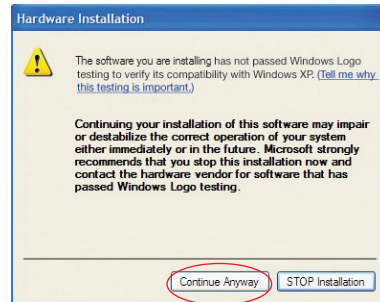 Hardware Installation
The software you are installing has not passed Windows Logo
testing to verify its compatibility with Windows XP. (Tell me why
this testing is important.)
Continuing your installation of this software may impair
or destabilize the correct operation of your system
either immediately or in the future. Microsoft strongly
recommends that you stop this installation now and
contact the hardware vendor for software that has
passed Windows Logo testing.
Continue Anyway
STOP Installation